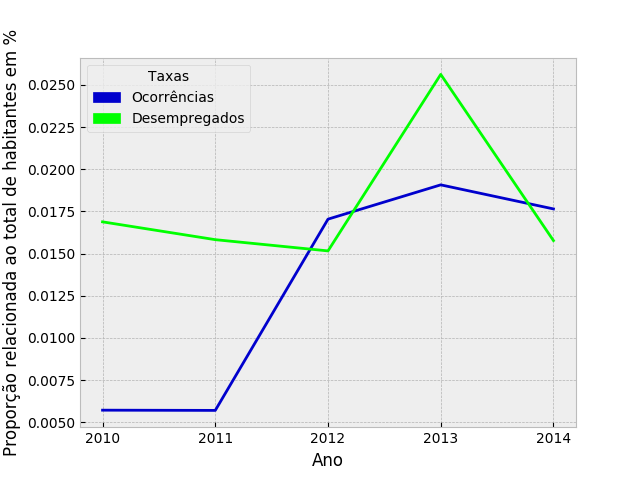 Proporção relacionada ao total de habitantes em %
0.0250
0.0225
0.0200
0.0175
0.0150
0.0125
0.0100
0.0075
0.0050
Taxas
Ocorrências
Desempregados
2010 2011 2012 2013 2014
Ano